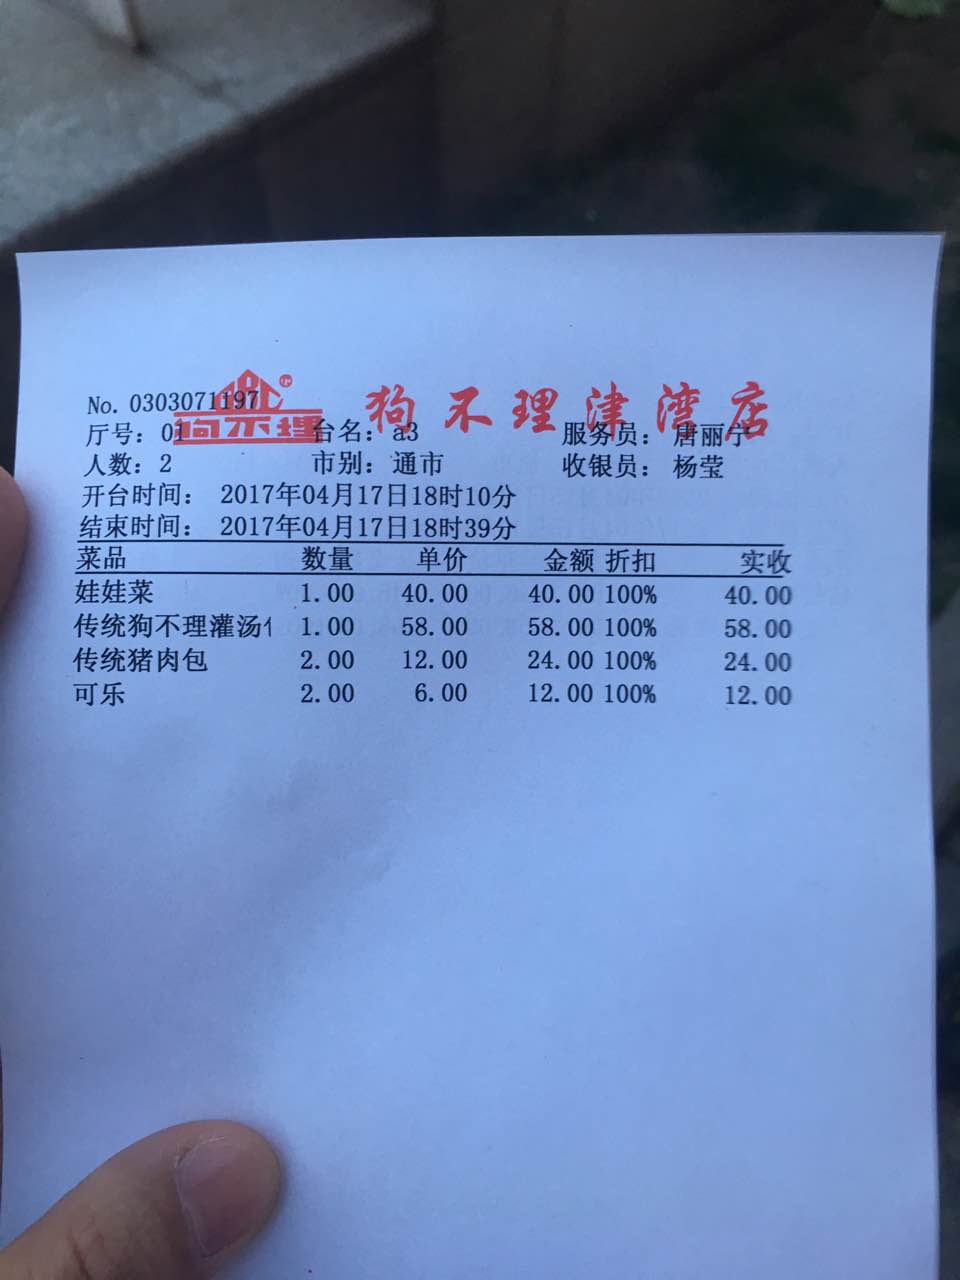 狗不理 狗不理津湾店
No. 0303071197
厅号: 01 台名: a3 服务员: 唐丽宁
人数: 2 市别: 通市 收银员: 杨莹
开台时间: 2017年04月17日18时10分
结束时间: 2017年04月17日18时39分
菜品 数量 单价 金额 折扣 实收
娃娃菜 1.00 40.00 40.00 100% 40.00
传统狗不理灌汤 1.00 58.00 58.00 100% 58.00
传统猪肉包 2.00 12.00 24.00 100% 24.00
可乐 2.00 6.00 12.00 100% 12.00